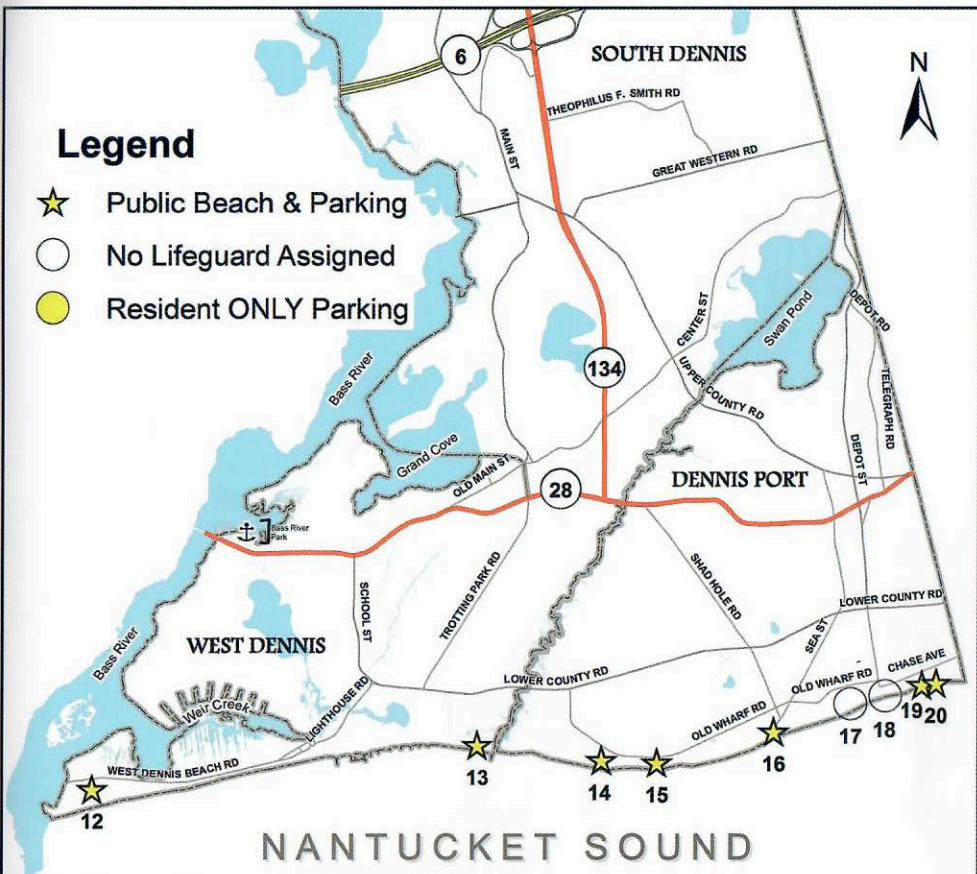 6
SOUTH DENNIS
N
THEOPHILUS F. SMITH RD
Legend
MAIN ST
GREAT WESTERN RD
Public Beach & Parking
No Lifeguard Assigned
Resident ONLY Parking
CENTER ST
Swan Pond
DEPOT RD
Bass River
134
UPPER COUNTY RD
TELEGRAPH RD
Grand Cove
OLD MAIN ST
DEPOT ST
28
DENNIS PORT
Bass River
Park
SCHOOL ST
TROTTING PARK RD
SHAD HOLE RD
LOWER COUNTY RD
SEA ST
WEST DENNIS
Bass River
LOWER COUNTY RD
OLD WHARF RD
CHASE AVE
LIGHTHOUSE RD
Weir Creek
OLD WHARF RD
WEST DENNIS BEACH RD
12
13
14
15
16
17
18
19
20
NANTUCKET SOUND